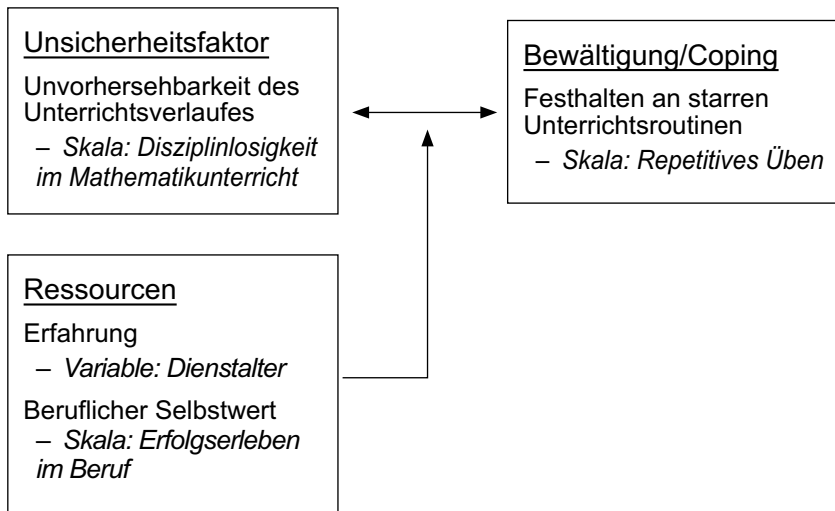 Unsicherheitsfaktor
Unvorhersehbarkeit des
Unterrichtsverlaufes
– Skala: Disziplinlosigkeit
im Mathematikunterricht
Bewältigung/Coping
Festhalten an starren
Unterrichtsroutinen
– Skala: Repetitives Üben
Ressourcen
Erfahrung
– Variable: Dienstalter
Beruflicher Selbstwert
– Skala: Erfolgserleben
im Beruf